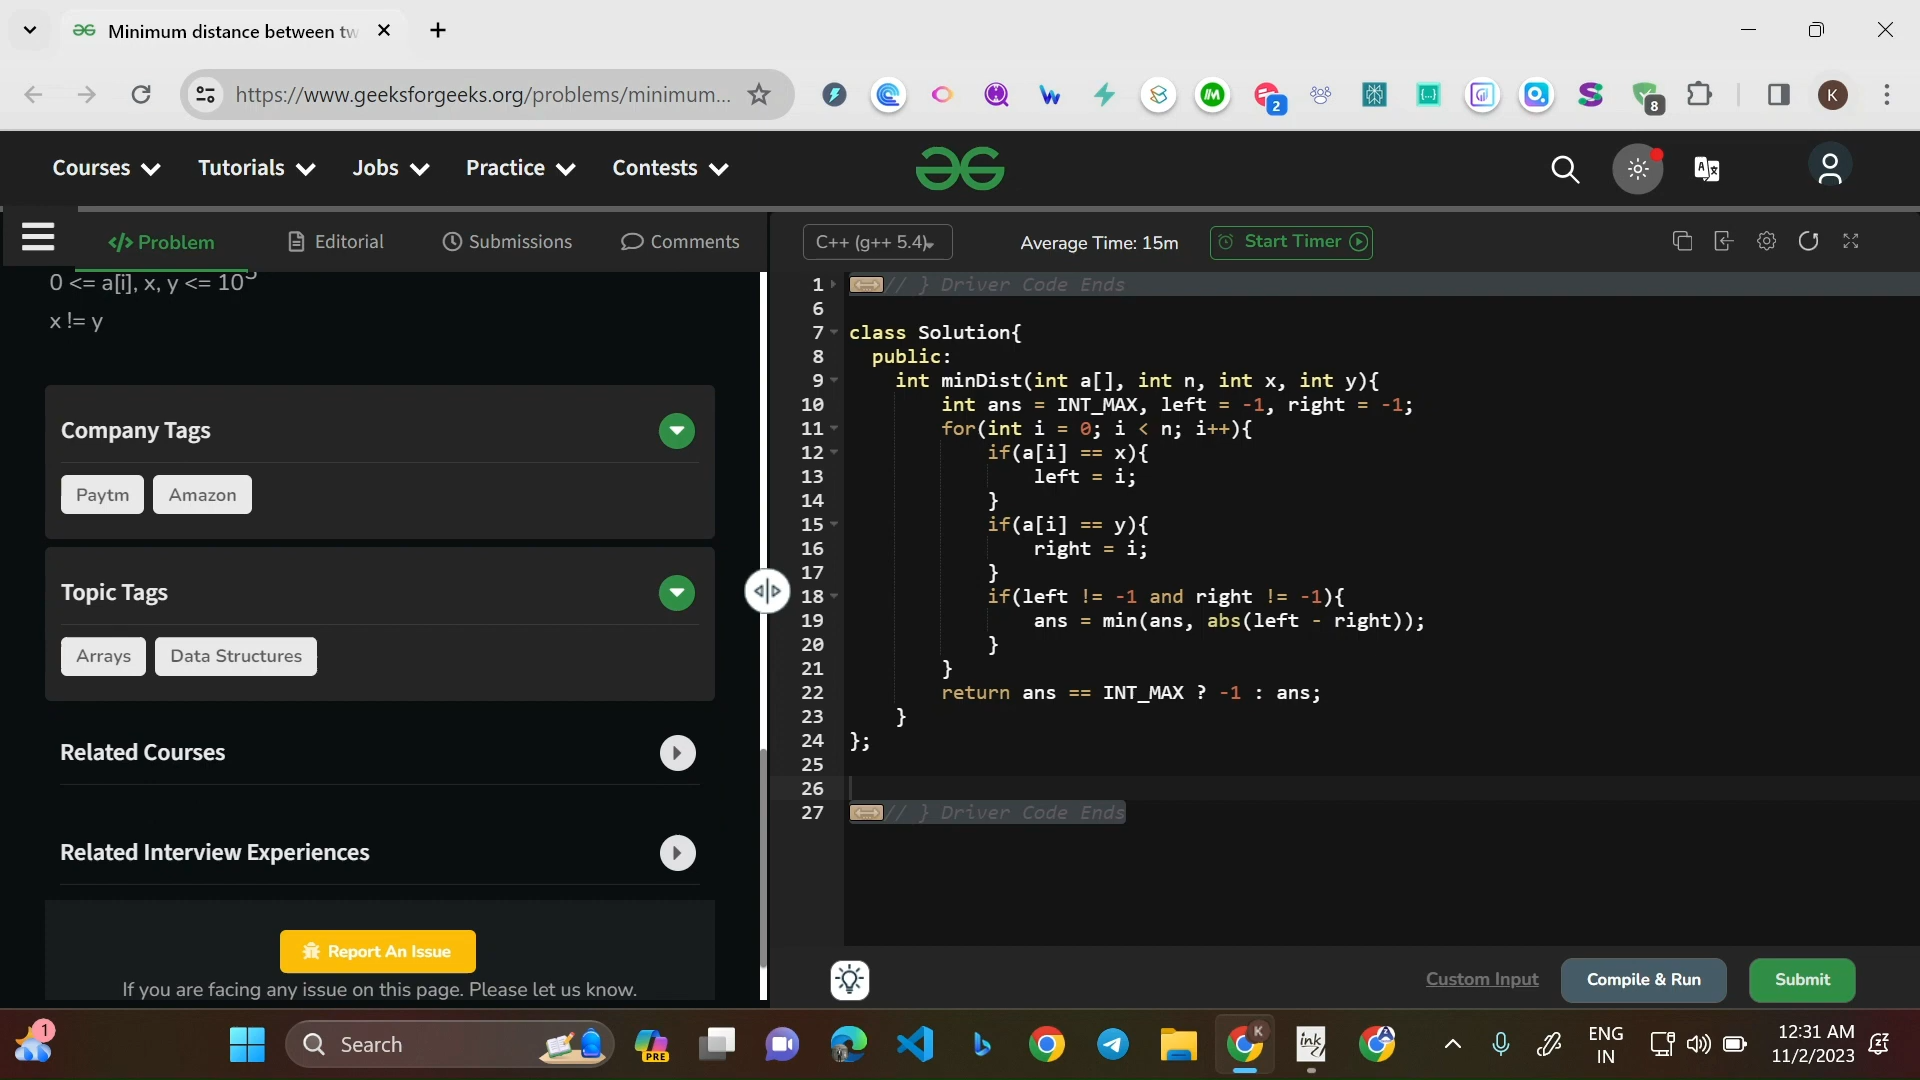 Minimum distance between tw
https://www.geeksforgeeks.org/problems/minimum...
2
8
K
Courses
Tutorials
Jobs
Practice
Contests
</> Problem
Editorial
Submissions
Comments
C++ (g++ 5.4)
Average Time: 15m
Start Timer
0 <= a[i], x, y <= 10^5
x != y
Company Tags
Paytm
Amazon
Topic Tags
Arrays
Data Structures
Related Courses
Related Interview Experiences
Report An Issue
If you are facing any issue on this page. Please let us know.
1 // } Driver Code Ends
6
7 class Solution{
8 public:
9 int minDist(int a[], int n, int x, int y){
10 int ans = INT_MAX, left = -1, right = -1;
11 for(int i = 0; i < n; i++){
12 if(a[i] == x){
13 left = i;
14 }
15 if(a[i] == y){
16 right = i;
17 }
18 if(left != -1 and right != -1){
19 ans = min(ans, abs(left - right));
20 }
21 }
22 return ans == INT_MAX ? -1 : ans;
23 }
24 };
25
26
27 // } Driver Code Ends
Custom Input
Compile & Run
Submit
1
Search
PRE
K
ink
A
ENG
IN
12:31 AM
11/2/2023